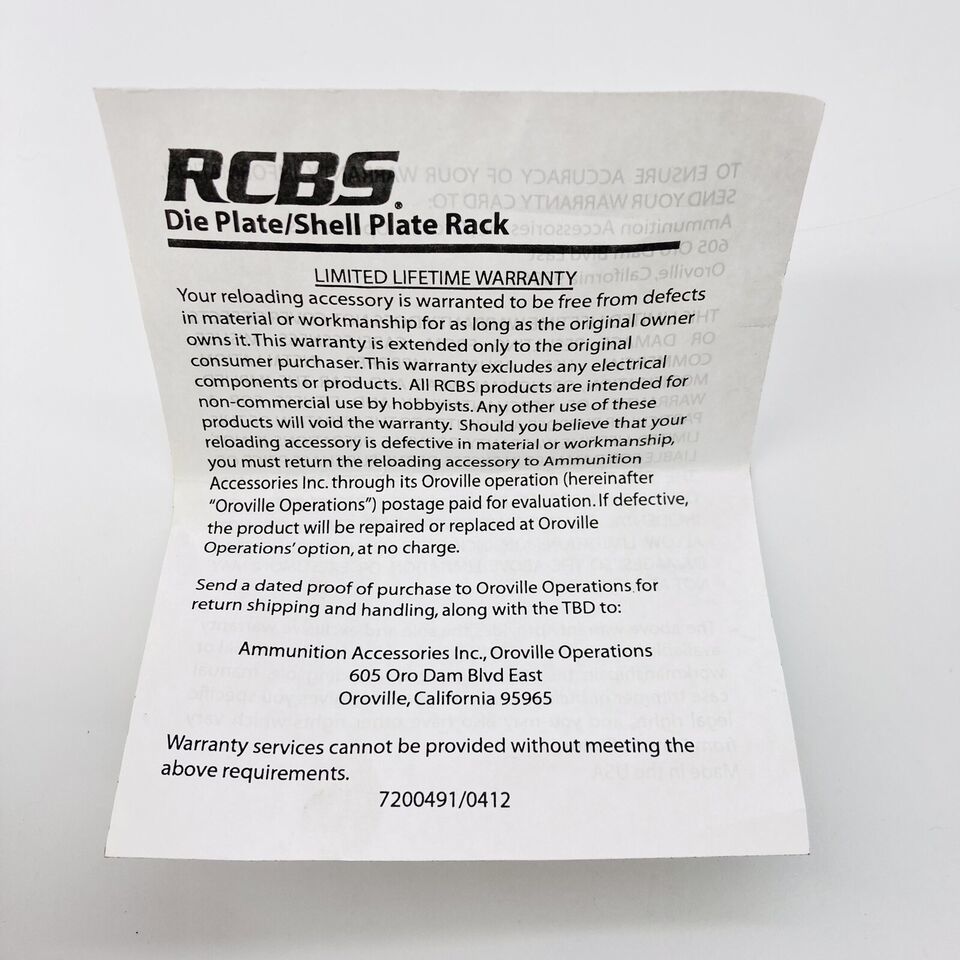 RCBS®
Die Plate/Shell Plate Rack
LIMITED LIFETIME WARRANTY
Your reloading accessory is warranted to be free from defects
in material or workmanship for as long as the original owner
owns it. This warranty is extended only to the original
consumer purchaser. This warranty excludes any electrical
components or products. All RCBS products are intended for
non-commercial use by hobbyists. Any other use of these
products will void the warranty. Should you believe that your
reloading accessory is defective in material or workmanship,
you must return the reloading accessory to Ammunition
Accessories Inc. through its Oroville operation (hereinafter
“Oroville Operations”) postage paid for evaluation. If defective,
the product will be repaired or replaced at Oroville
Operations’ option, at no charge.
Send a dated proof of purchase to Oroville Operations for
return shipping and handling, along with the TBD to:
Ammunition Accessories Inc., Oroville Operations
605 Oro Dam Blvd East
Oroville, California 95965
Warranty services cannot be provided without meeting the
above requirements.
7200491/0412